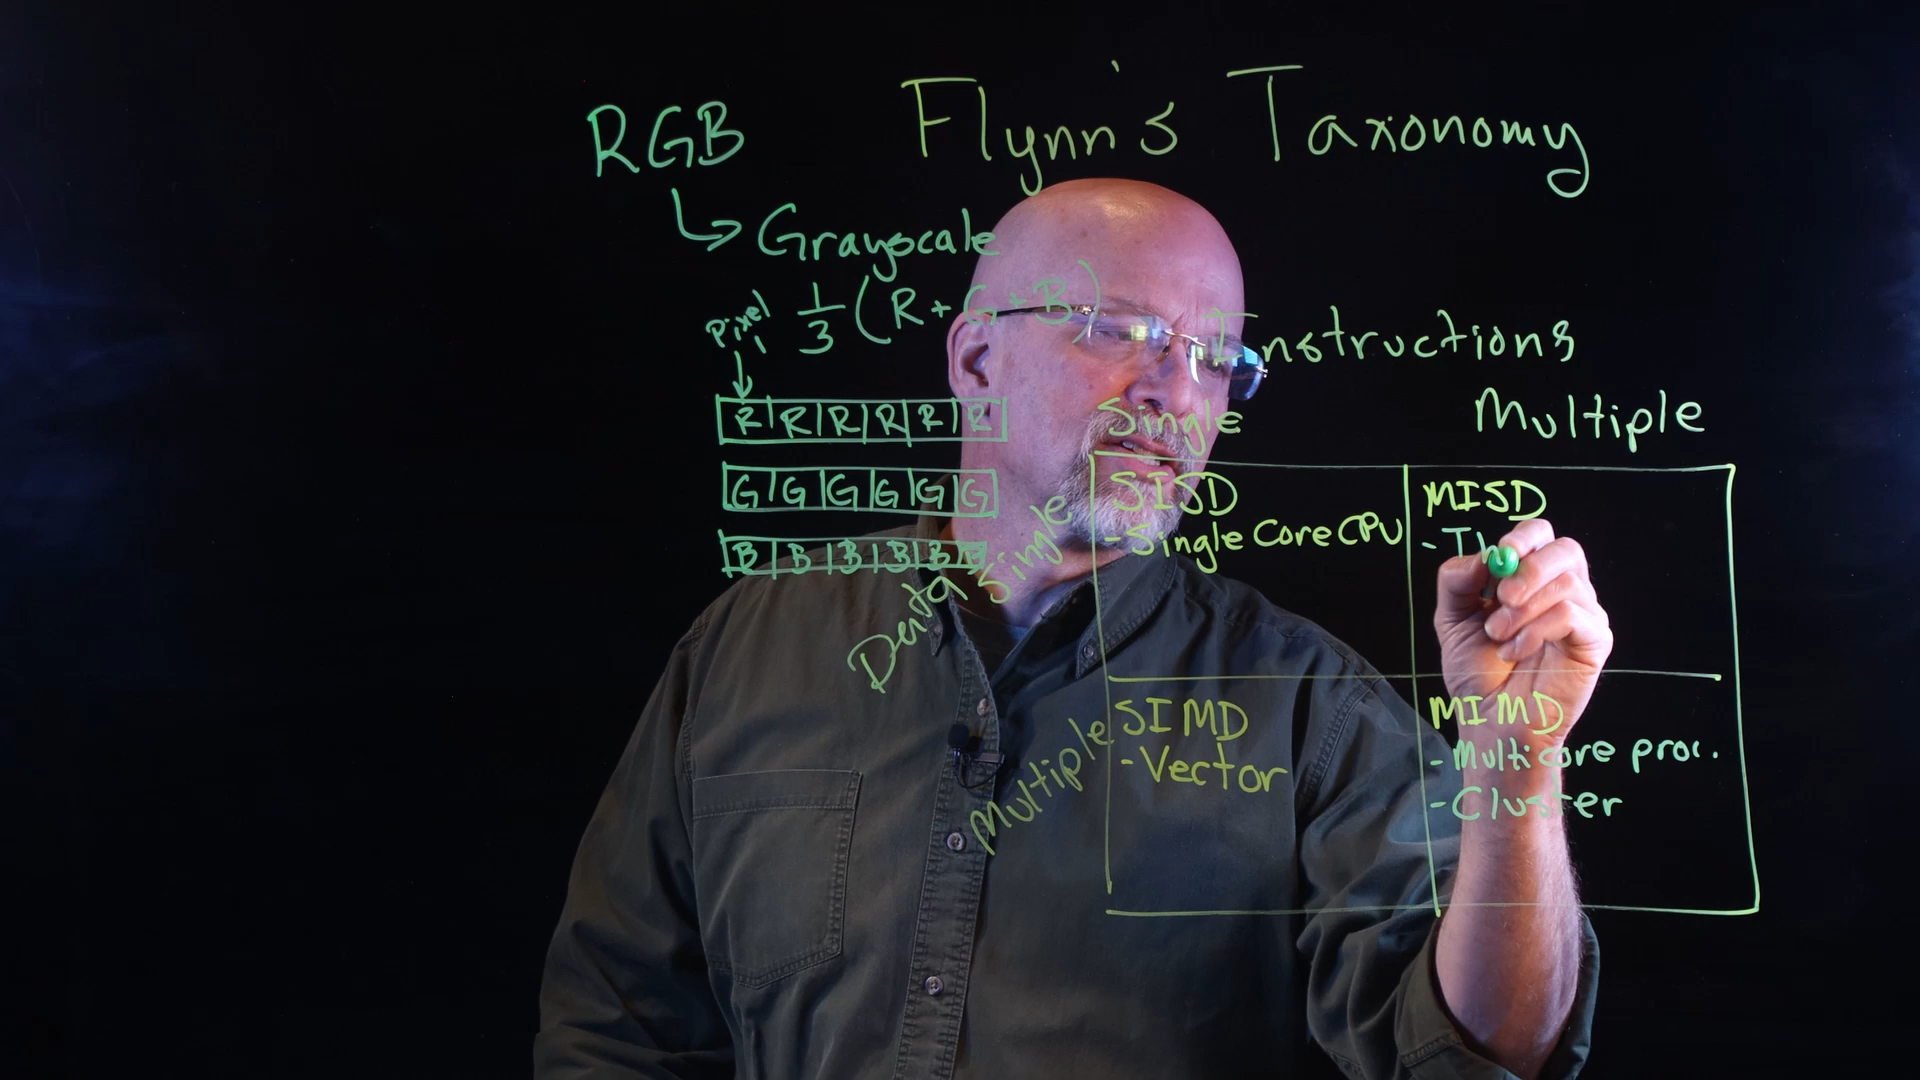 RGB
Grayscale
1/3 (R + G + B)
Pixel 1
R R R R R R
G G G G G G
B B B B B B
Flynn's Taxonomy
Instructions
Single
Multiple
Data
Single
Multiple
SISD
- Single Core CPU
MISD
- Th
SIMD
- Vector
MIMD
- Multicore proc.
- Cluster